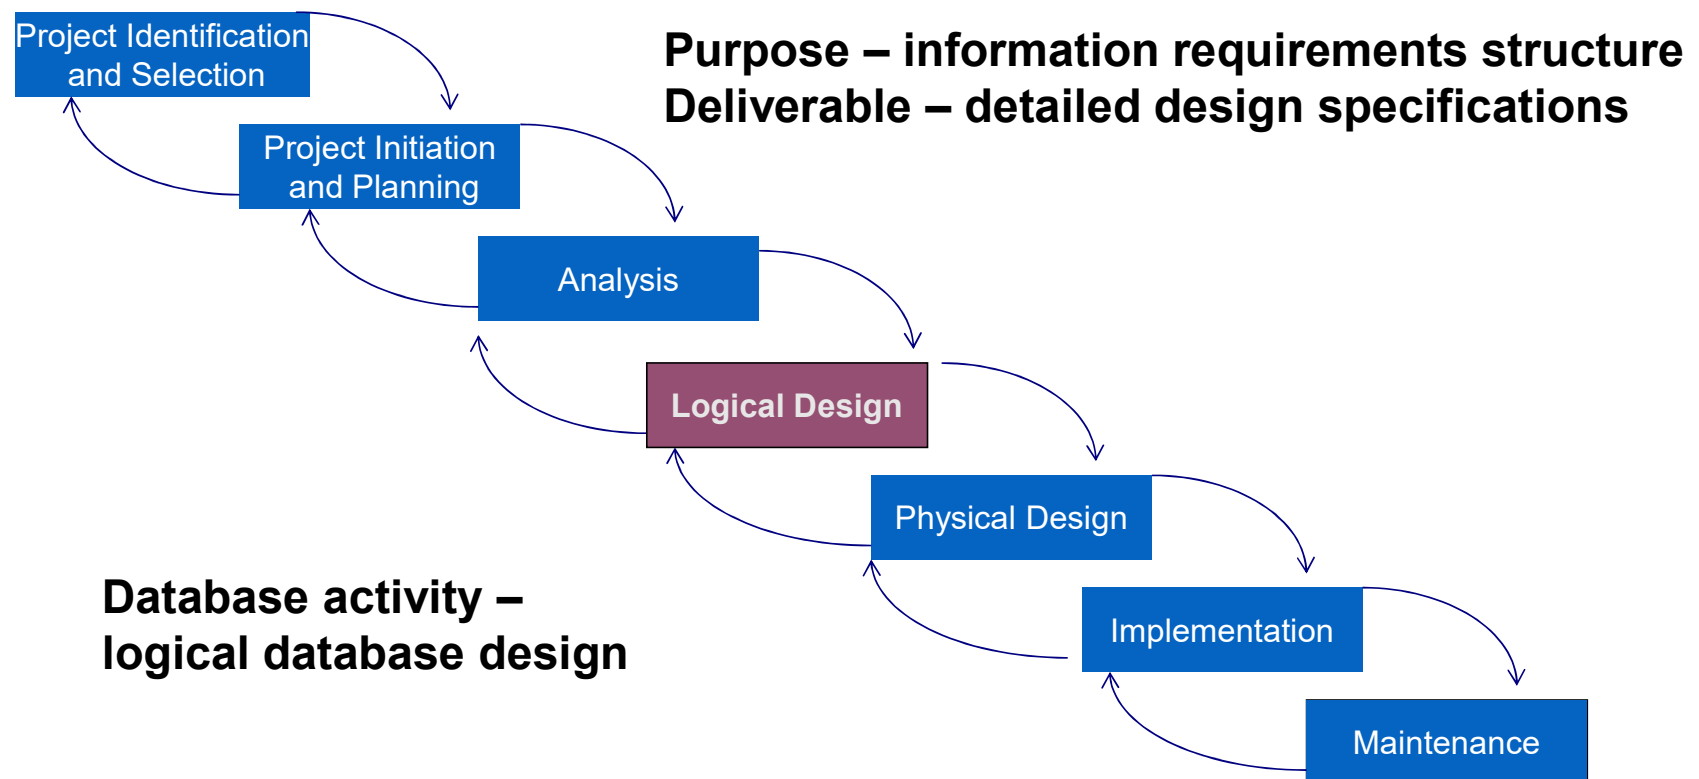 Project Identification
and Selection
Purpose – information requirements structure
Deliverable – detailed design specifications
Project Initiation
and Planning
Analysis
Logical Design
Physical Design
Database activity –
logical database design
Implementation
Maintenance